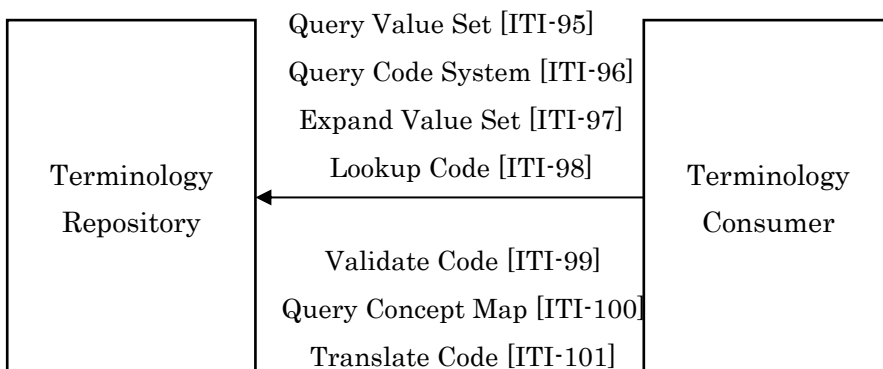 Query Value Set [ITI-95]
Query Code System [ITI-96]
Expand Value Set [ITI-97]
Lookup Code [ITI-98]
Terminology
Repository
Terminology
Consumer
Validate Code [ITI-99]
Query Concept Map [ITI-100]
Translate Code [ITI-101]